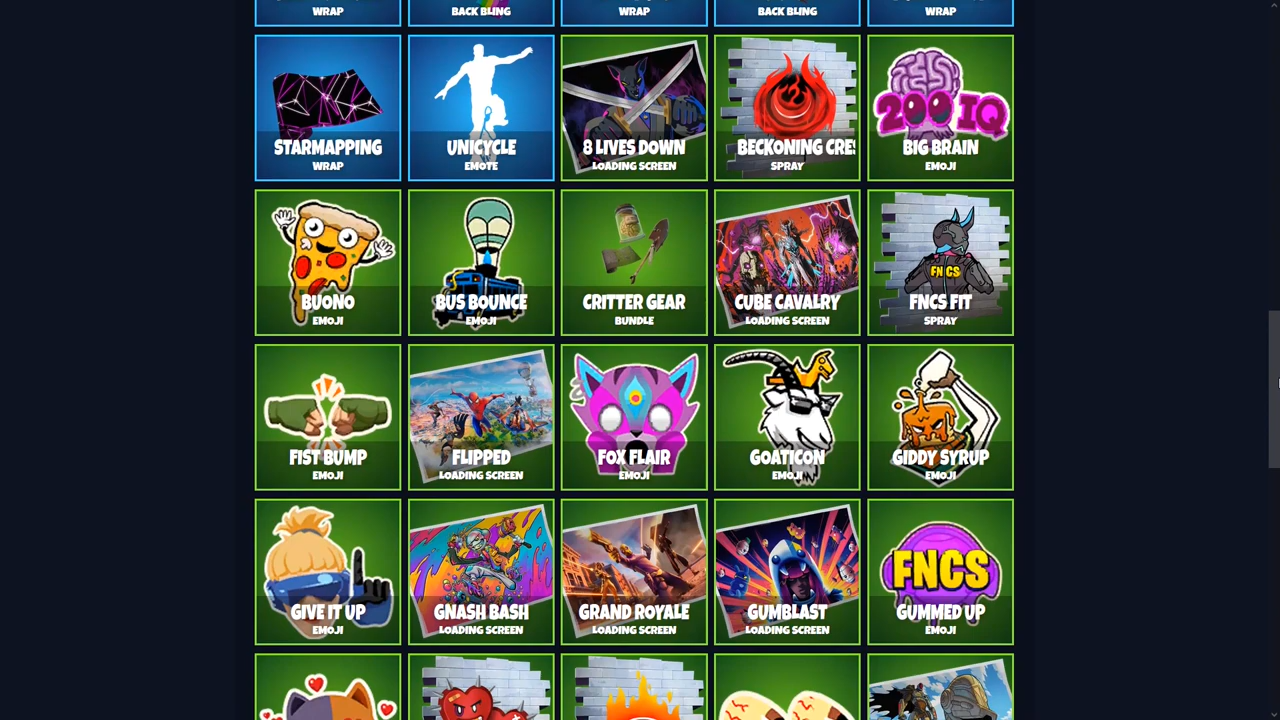 WRAP
BACK BLING
WRAP
BACK BLING
WRAP
STARMAPPING
WRAP
UNICYCLE
EMOTE
8 LIVES DOWN
LOADING SCREEN
BECKONING CRES
SPRAY
200 IQ
BIG BRAIN
EMOJI
BUONO
EMOJI
BUS BOUNCE
EMOJI
CRITTER GEAR
BUNDLE
CUBE CAVALRY
LOADING SCREEN
FNCS
FNCS FIT
SPRAY
FIST BUMP
EMOJI
FLIPPED
LOADING SCREEN
FOX FLAIR
EMOJI
GOATICON
EMOJI
GIDDY SYRUP
EMOJI
GIVE IT UP
EMOJI
GNASH BASH
LOADING SCREEN
GRAND ROYALE
LOADING SCREEN
GUMBLAST
LOADING SCREEN
FNCS
GUMMED UP
EMOJI